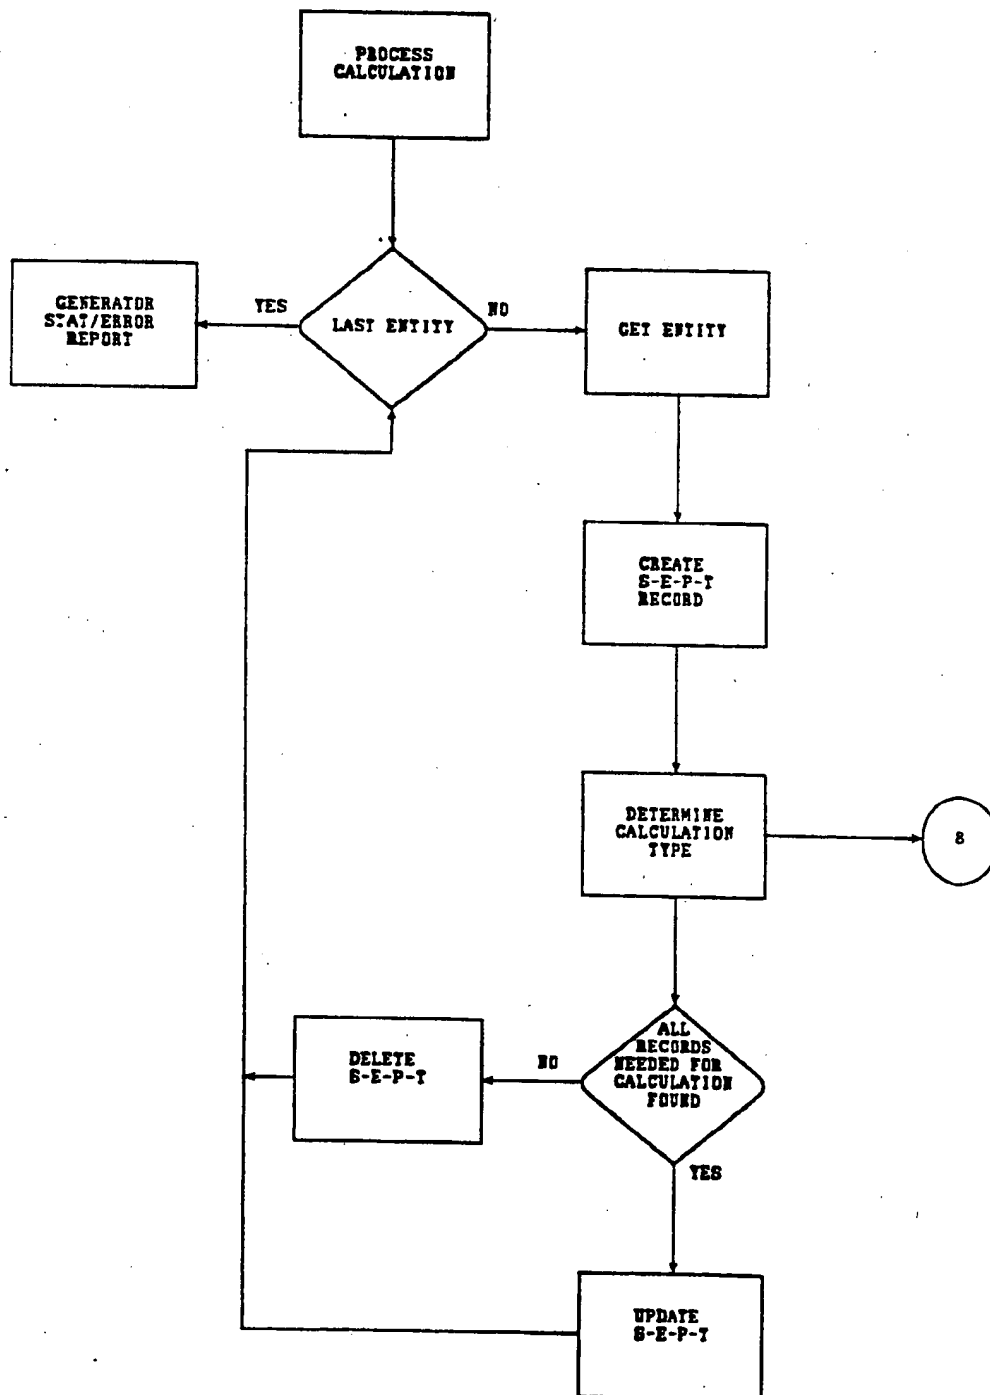 PROCESS
CALCULATION
YES
NO
GENERATOR
STAT/ERROR
REPORT
LAST ENTITY
GET ENTITY
CREATE
S-E-P-T
RECORD
DETERMINE
CALCULATION
TYPE
8
ALL
RECORDS
NEEDED FOR
CALCULATION
FOUND
NO
DELETE
S-E-P-T
YES
UPDATE
S-E-P-T